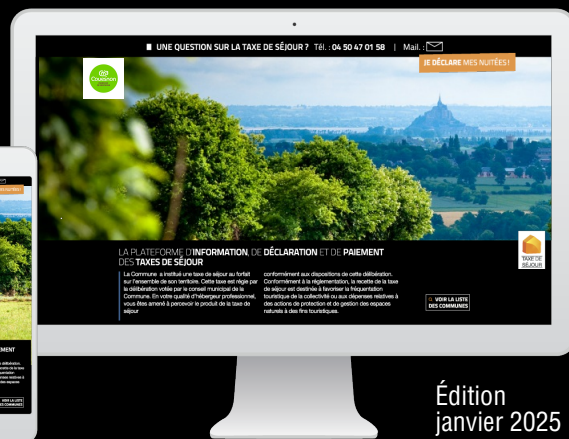 UNE QUESTION SUR LA TAXE DE SÉJOUR ? Tél. : 04 50 47 01 58 | Mail. :
JE DÉCLARE MES NUITÉES !
Couesnon
LA PLATEFORME D'INFORMATION, DE DÉCLARATION ET DE PAIEMENT
DES TAXES DE SÉJOUR
La Commune a institué une taxe de séjour au forfait
sur l'ensemble de son territoire. Cette taxe est régie par
la délibération votée par le conseil municipal de la
Commune. En votre qualité d'hébergeur professionnel,
vous êtes amené à percevoir le produit de la taxe de
séjour
conformément aux dispositions de cette délibération.
Conformément à la réglementation, la recette de la taxe
de séjour est destinée à favoriser la fréquentation
touristique de la collectivité ou aux dépenses relatives à
des actions de protection et de gestion des espaces
naturels à des fins touristiques.
TAXE DE
SÉJOUR
VOIR LA LISTE
DES COMMUNES
EMENT
VOIR LA LISTE
DES COMMUNES
Édition
janvier 2025